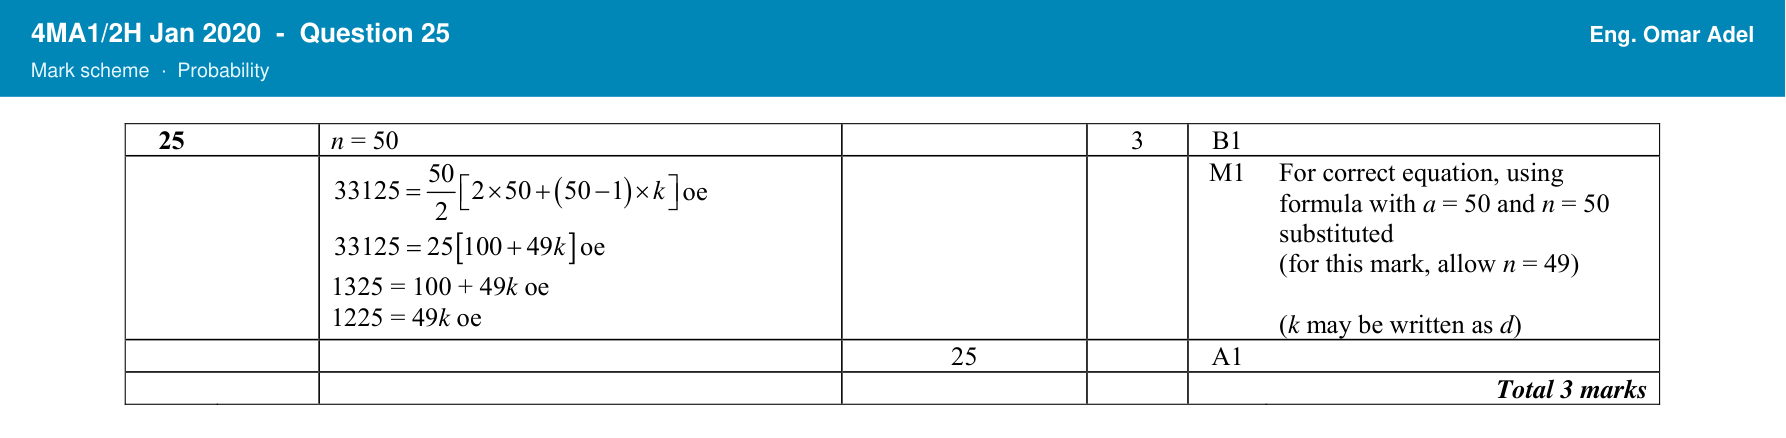 4MA1/2H Jan 2020 - Question 25
Eng. Omar Adel
Mark scheme · Probability
25 n = 50 3 B1
33125 = 50/2 [2×50+(50−1)×k] oe
33125 = 25[100+49k] oe
1325 = 100 + 49k oe
1225 = 49k oe
M1 For correct equation, using
formula with a = 50 and n = 50
substituted
(for this mark, allow n = 49)
(k may be written as d)
25 A1
Total 3 marks